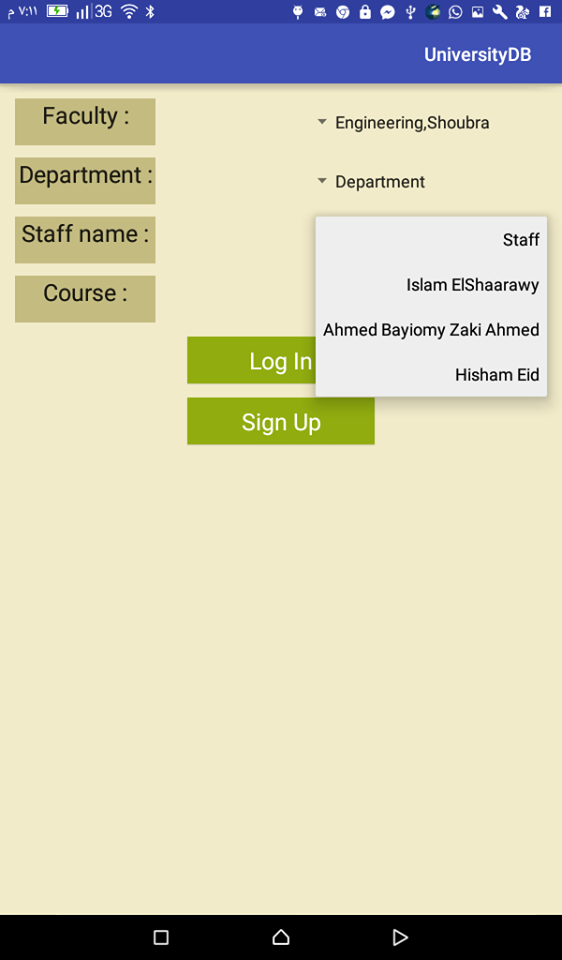 م ٧:١١ 3G
UniversityDB
Faculty :
Engineering,Shoubra
Department :
Department
Staff name :
Staff
Islam ElShaarawy
Ahmed Bayiomy Zaki Ahmed
Hisham Eid
Course :
Log In
Sign Up